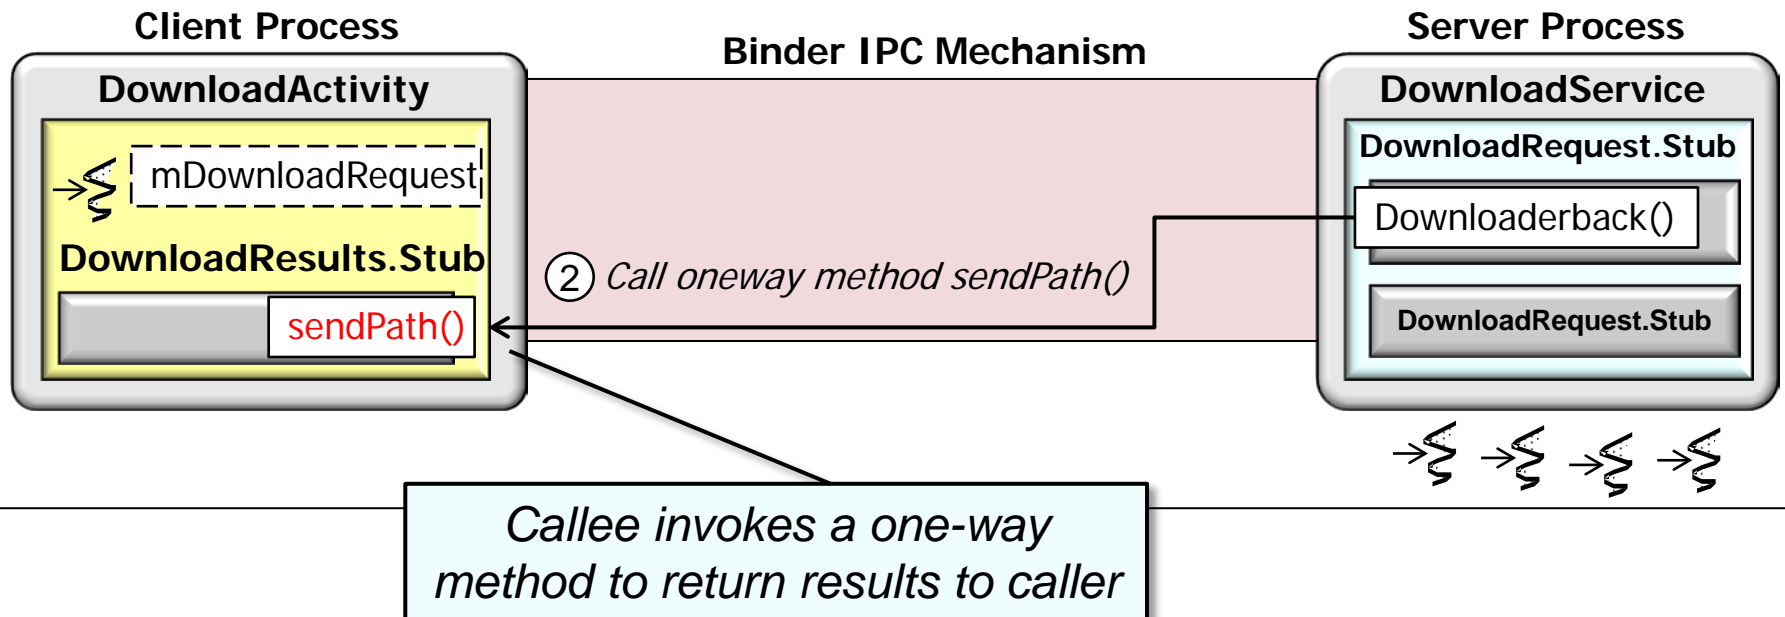 Client Process
Binder IPC Mechanism
Server Process
DownloadActivity
DownloadService
mDownloadRequest
DownloadRequest.Stub
Downloaderback()
DownloadResults.Stub
2 Call oneway method sendPath()
sendPath()
DownloadRequest.Stub
Callee invokes a one-way
method to return results to caller